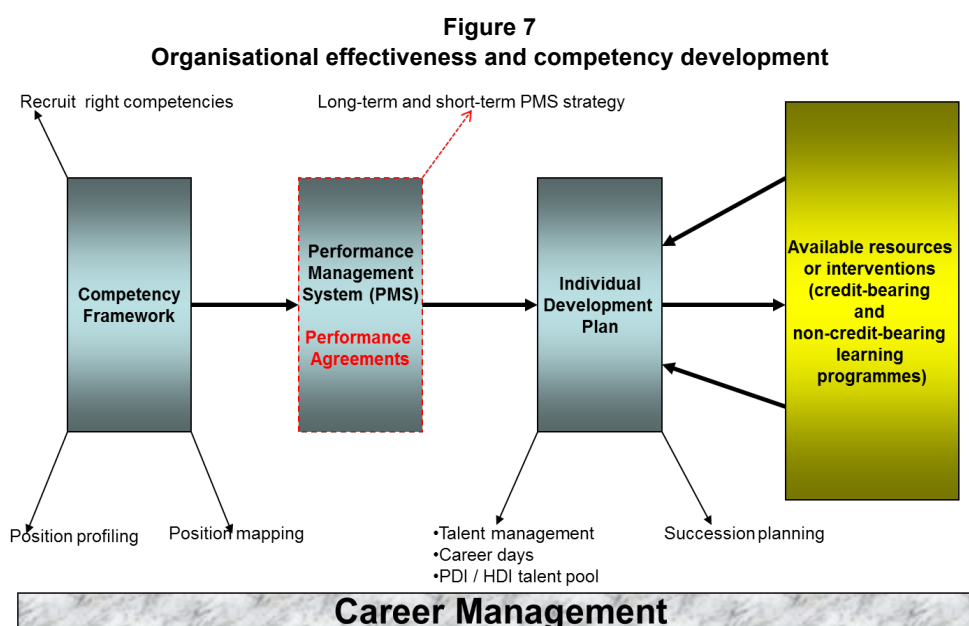 Figure 7
Organisational effectiveness and competency development
Recruit right competencies
Long-term and short-term PMS strategy
Competency
Framework
Performance
Management
System (PMS)
Performance
Agreements
Individual
Development
Plan
Available resources
or interventions
(credit-bearing
and
non-credit-bearing
learning
programmes)
Position profiling
Position mapping
•Talent management
•Career days
•PDI / HDI talent pool
Succession planning
Career Management